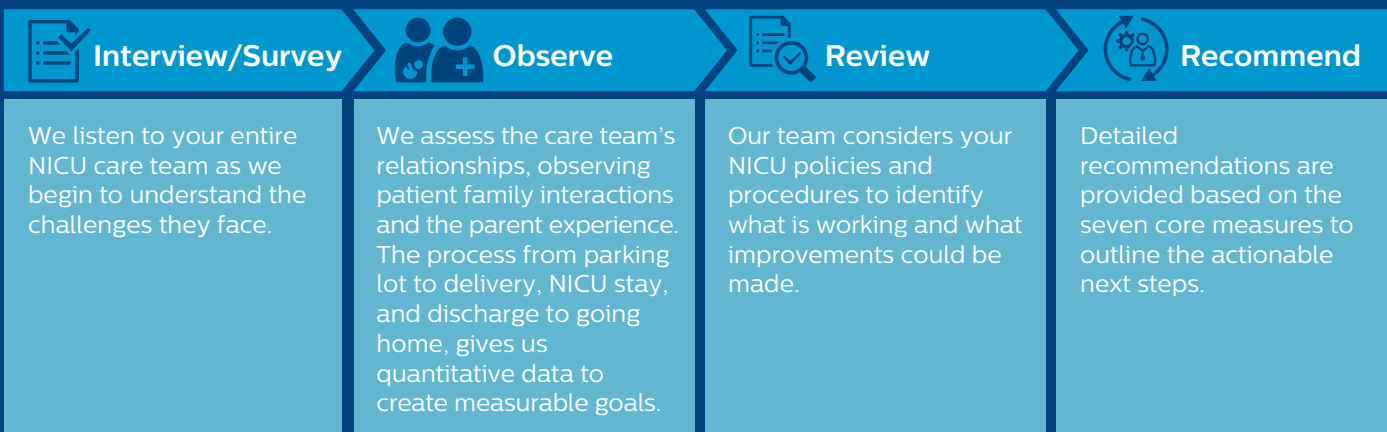 Interview/Survey
We listen to your entire
NICU care team as we
begin to understand the
challenges they face.
Observe
We assess the care team’s
relationships, observing
patient family interactions
and the parent experience.
The process from parking
lot to delivery, NICU stay,
and discharge to going
home, gives us
quantitative data to
create measurable goals.
Review
Our team considers your
NICU policies and
procedures to identify
what is working and what
improvements could be
made.
Recommend
Detailed
recommendations are
provided based on the
seven core measures to
outline the actionable
next steps.